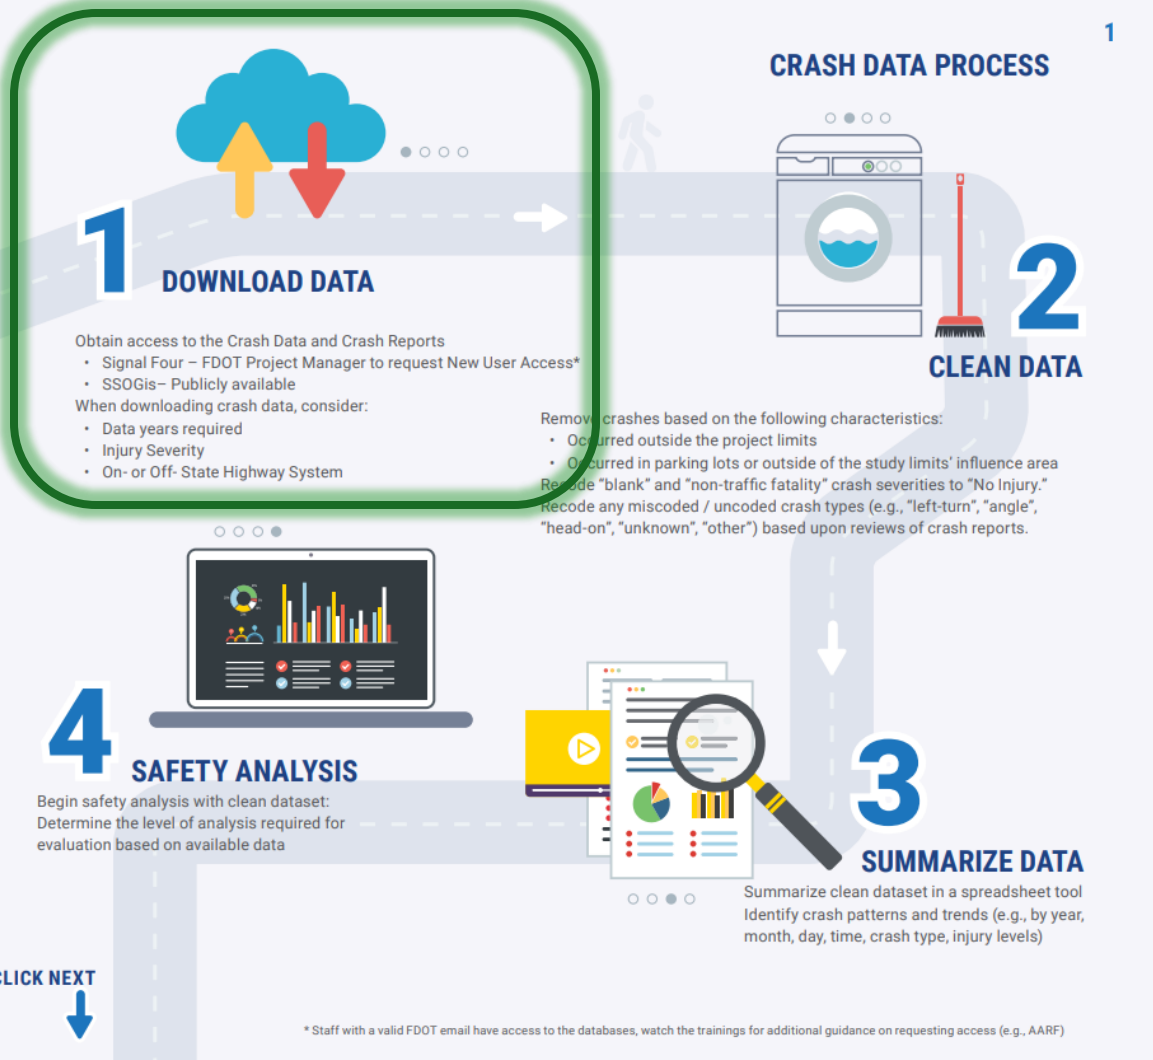 1
CRASH DATA PROCESS
1
DOWNLOAD DATA
Obtain access to the Crash Data and Crash Reports
• Signal Four – FDOT Project Manager to request New User Access*
• SSOGis– Publicly available
When downloading crash data, consider:
• Data years required
• Injury Severity
• On- or Off- State Highway System
2
CLEAN DATA
Remove crashes based on the following characteristics:
• Occurred outside the project limits
• Occurred in parking lots or outside of the study limits' influence area
Recode “blank” and “non-traffic fatality” crash severities to “No Injury.”
Recode any miscoded / uncoded crash types (e.g., “left-turn”, “angle”,
“head-on”, “unknown”, “other”) based upon reviews of crash reports.
3
SUMMARIZE DATA
Summarize clean dataset in a spreadsheet tool
Identify crash patterns and trends (e.g., by year,
month, day, time, crash type, injury levels)
4
SAFETY ANALYSIS
Begin safety analysis with clean dataset:
Determine the level of analysis required for
evaluation based on available data
CLICK NEXT
* Staff with a valid FDOT email have access to the databases, watch the trainings for additional guidance on requesting access (e.g., AARF)